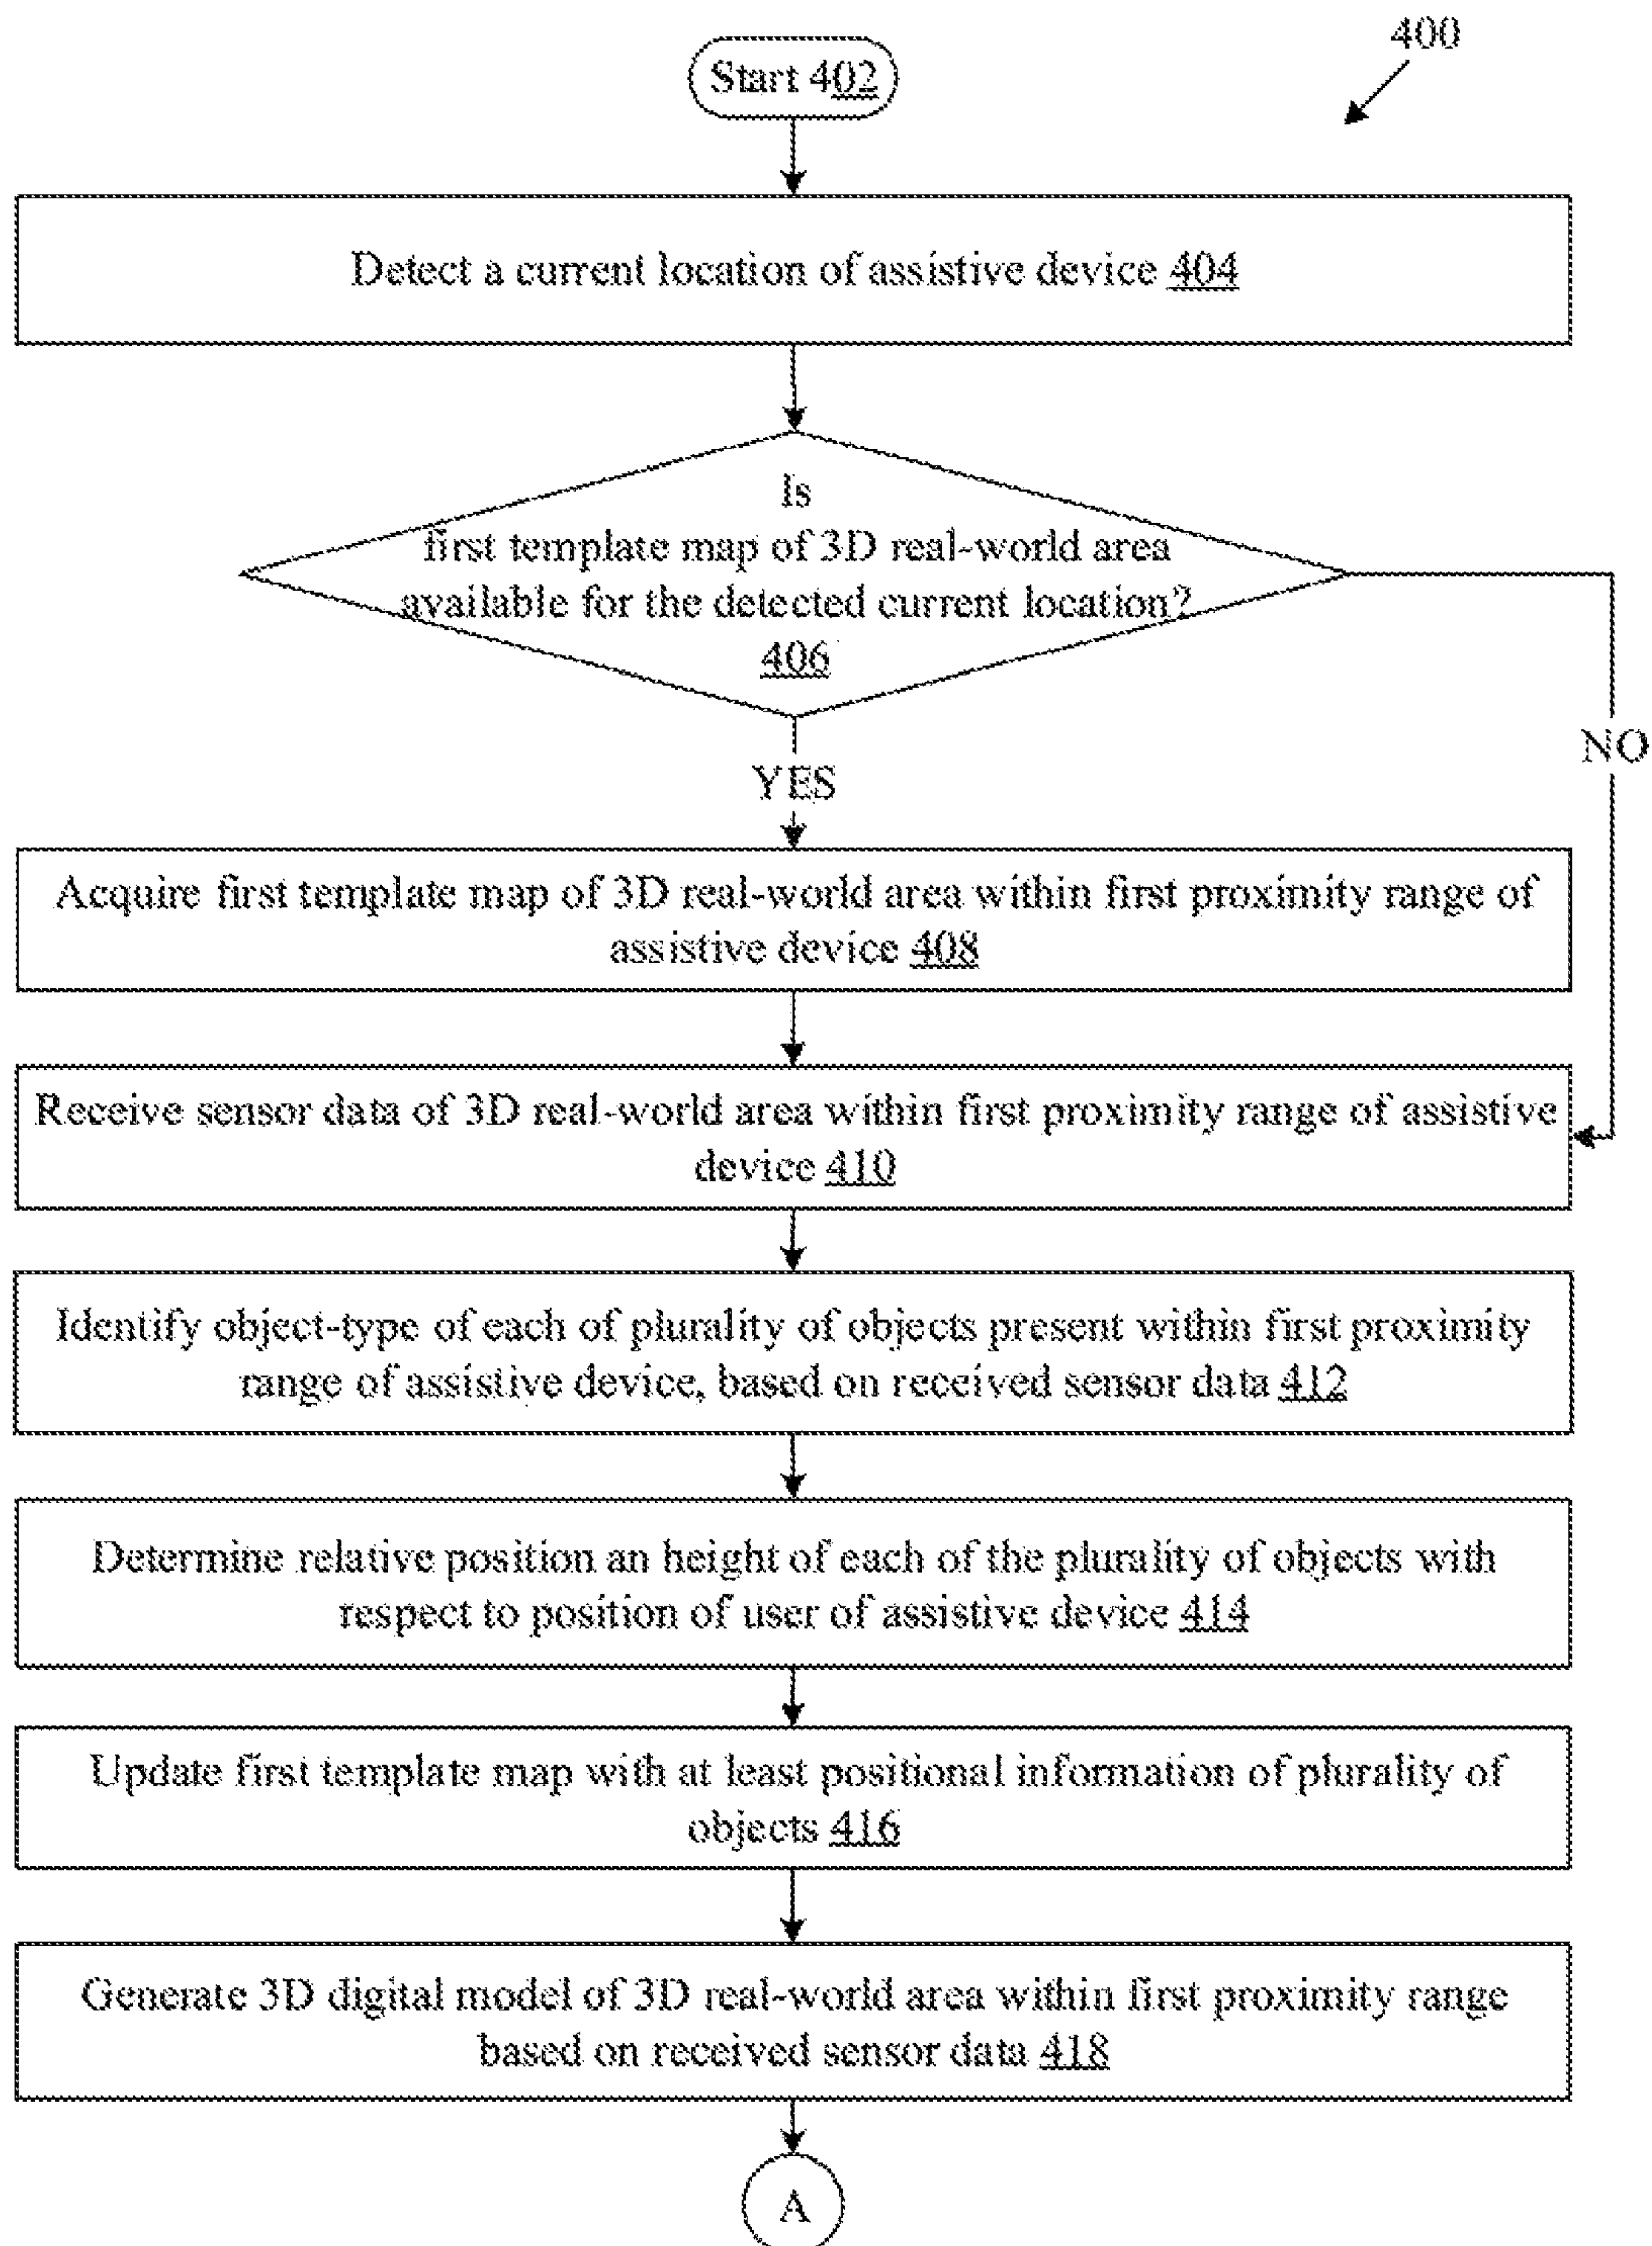 400
Start 402
Detect a current location of assistive device 404
Is
first template map of 3D real-world area
available for the detected current location?
406
NO
YES
Acquire first template map of 3D real-world area within first proximity range of
assistive device 408
Receive sensor data of 3D real-world area within first proximity range of assistive
device 410
Identify object-type of each of plurality of objects present within first proximity
range of assistive device, based on received sensor data 412
Determine relative position an height of each of the plurality of objects with
respect to position of user of assistive device 414
Update first template map with at least positional information of plurality of
objects 416
Generate 3D digital model of 3D real-world area within first proximity range
based on received sensor data 418
A